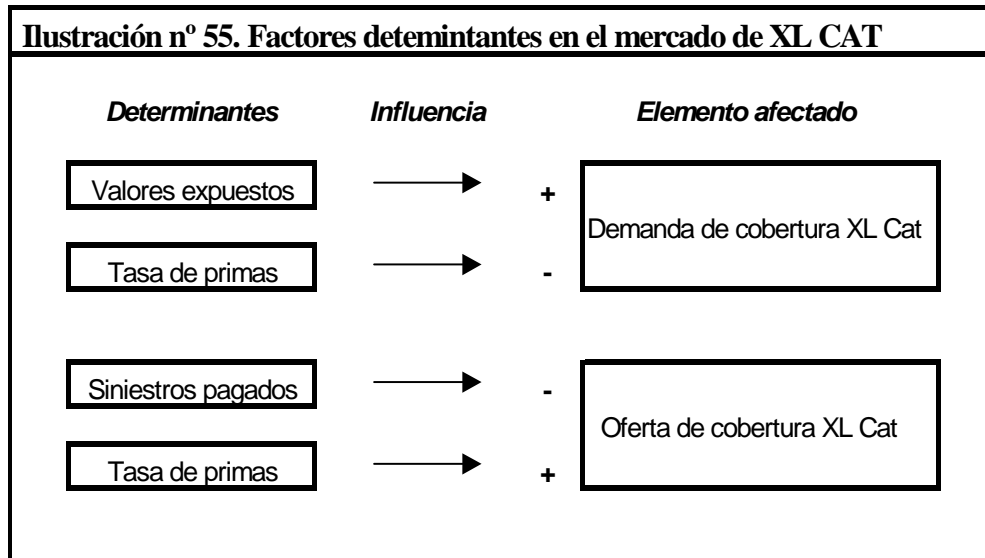 Ilustración nº 55. Factores detemintantes en el mercado de XL CAT
Determinantes Influencia Elemento afectado
Valores expuestos +
Demanda de cobertura XL Cat
Tasa de primas -
Siniestros pagados -
Oferta de cobertura XL Cat
Tasa de primas +